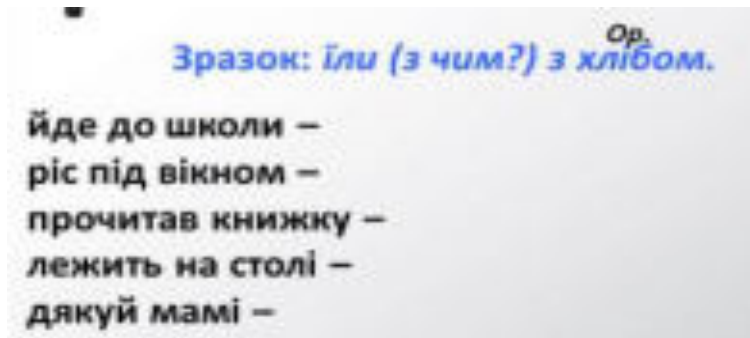 Ор.
Зразок: їли (з чим?) з хлібом.
йде до школи –
ріс під вікном –
прочитав книжку –
лежить на столі –
дякуй мамі –